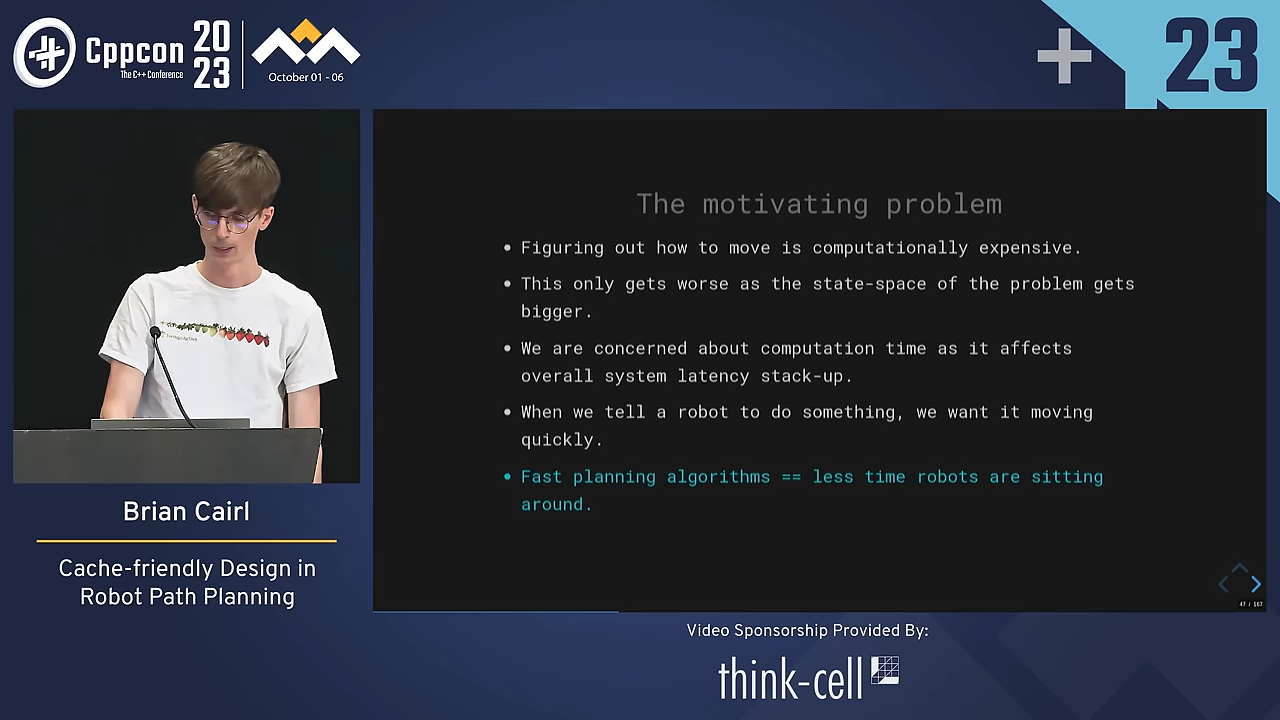 Cppcon
The C++ Conference
20
23
October 01 - 06
23
The motivating problem
• Figuring out how to move is computationally expensive.
• This only gets worse as the state-space of the problem gets
bigger.
• We are concerned about computation time as it affects
overall system latency stack-up.
• When we tell a robot to do something, we want it moving
quickly.
• Fast planning algorithms == less time robots are sitting
around.
47 / 167
Brian Cairl
Cache-friendly Design in
Robot Path Planning
Video Sponsorship Provided By:
think-cell